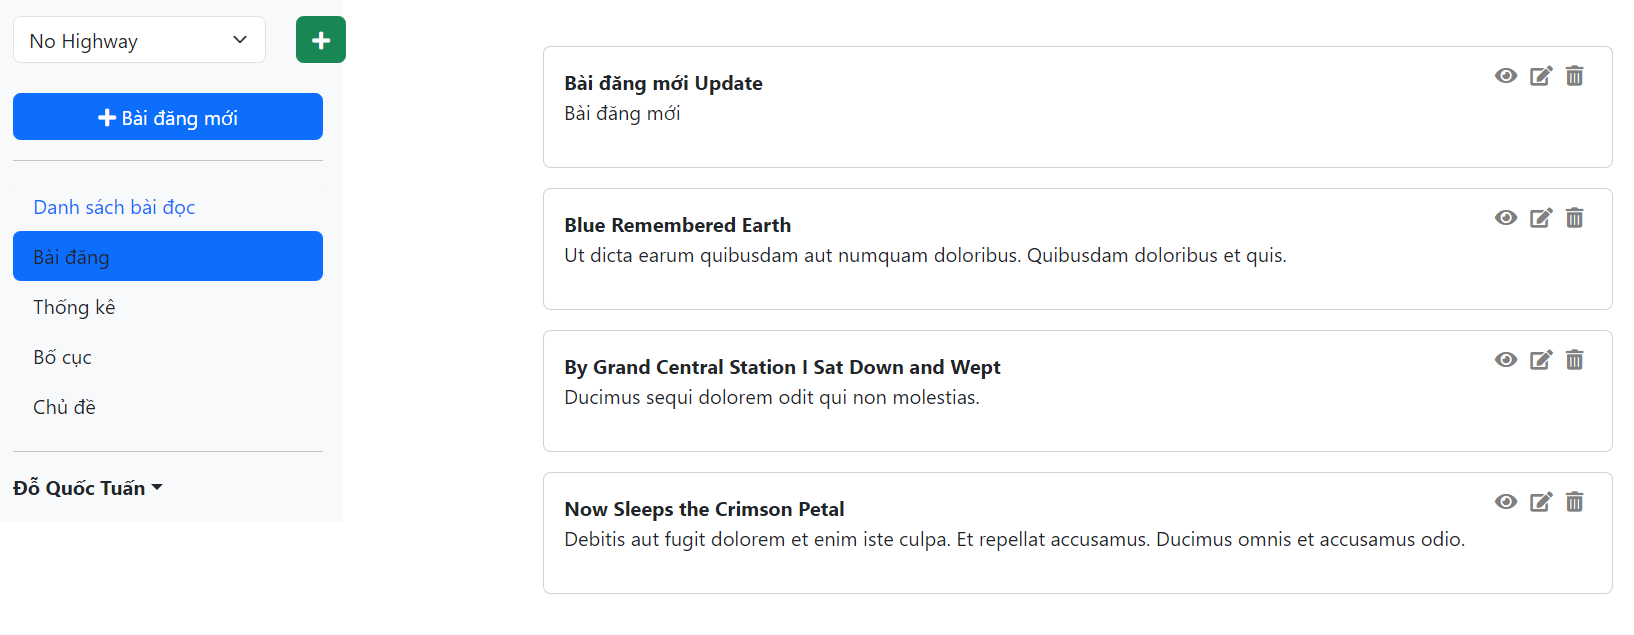 No Highway
Bài đăng mới
Danh sách bài đọc
Bài đăng
Thống kê
Bố cục
Chủ đề
Đỗ Quốc Tuấn
Bài đăng mới Update
Bài đăng mới
Blue Remembered Earth
Ut dicta earum quibusdam aut numquam doloribus. Quibusdam doloribus et quis.
By Grand Central Station I Sat Down and Wept
Ducimus sequi dolorem odit qui non molestias.
Now Sleeps the Crimson Petal
Debitis aut fugit dolorem et enim iste culpa. Et repellat accusamus. Ducimus omnis et accusamus odio.